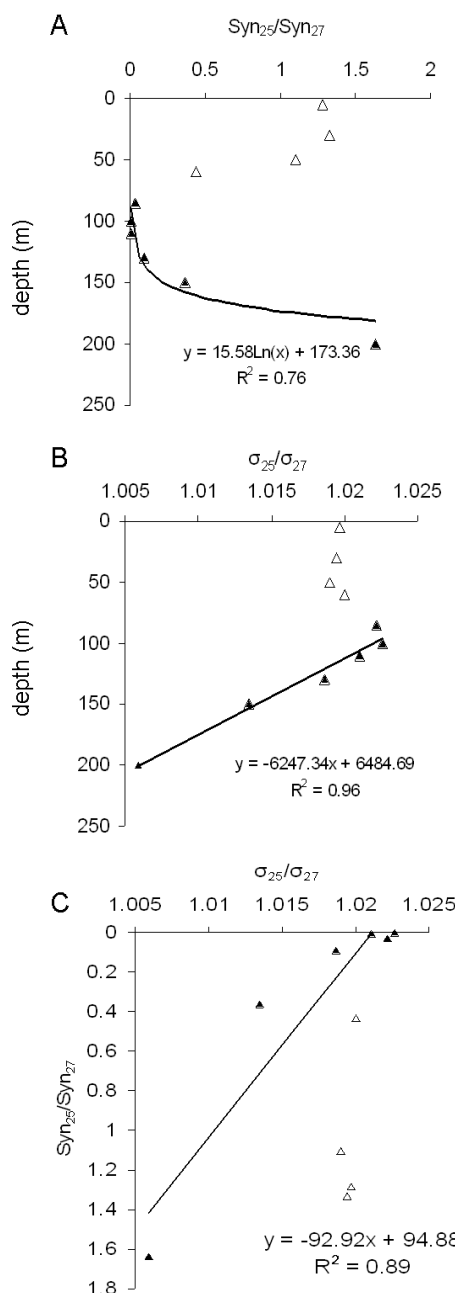 A
Syn25/Syn27
0 0.5 1 1.5 2
0
50
100
150
200
250
depth (m)
y = 15.58Ln(x) + 173.36
R² = 0.76
B
σ25/σ27
1.005 1.01 1.015 1.02 1.025
0
50
100
150
200
250
depth (m)
y = -6247.34x + 6484.69
R² = 0.96
σ25/σ27
C
1.005 1.01 1.015 1.02 1.025
0
0.2
0.4
0.6
0.8
1
1.2
1.4
1.6
1.8
Syn25/Syn27
y = -92.92x + 94.88
R² = 0.89